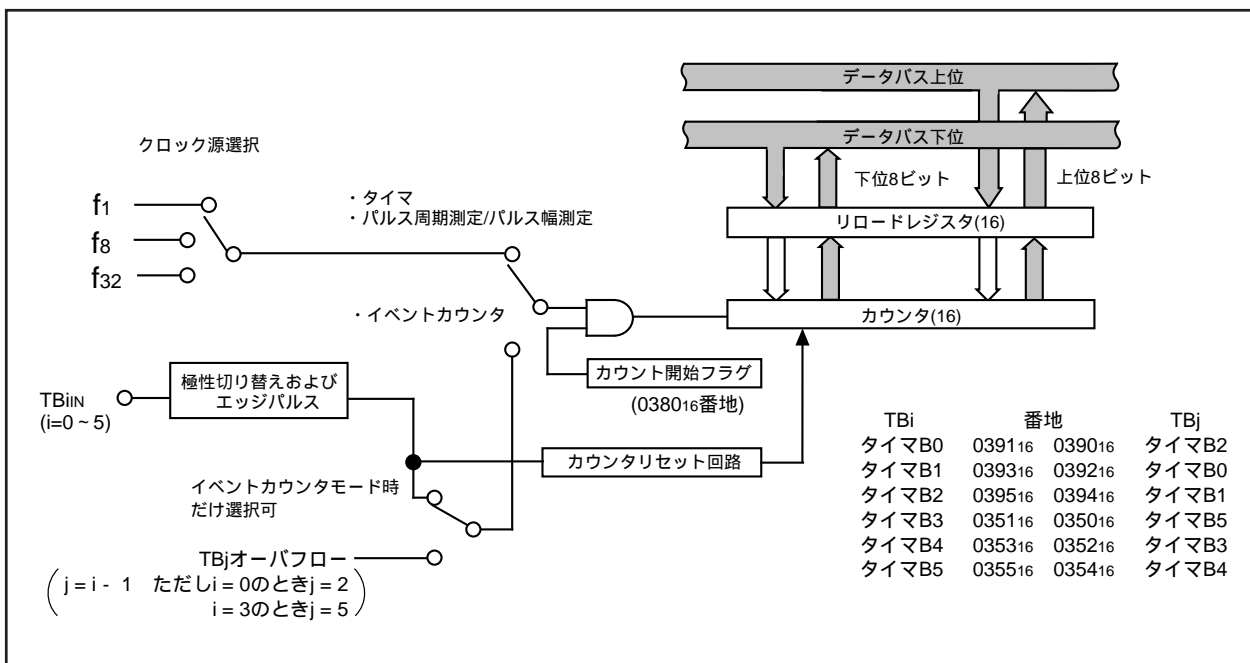 データバス上位
データバス下位
クロック源選択
下位8ビット
上位8ビット
f1
f8
f32
・タイマ
・パルス周期測定/パルス幅測定
リロードレジスタ(16)
・イベントカウンタ
カウンタ(16)
カウント開始フラグ
(038016番地)
TBiIN
(i=0 ~ 5)
極性切り替えおよび
エッジパルス
カウンタリセット回路
イベントカウンタモード時
だけ選択可
TBjオーバフロー
(j = i - 1 ただしi = 0のときj = 2
i = 3のときj = 5)
TBi 番地 TBj
タイマB0 039116 039016 タイマB2
タイマB1 039316 039216 タイマB0
タイマB2 039516 039416 タイマB1
タイマB3 035116 035016 タイマB5
タイマB4 035316 035216 タイマB3
タイマB5 035516 035416 タイマB4